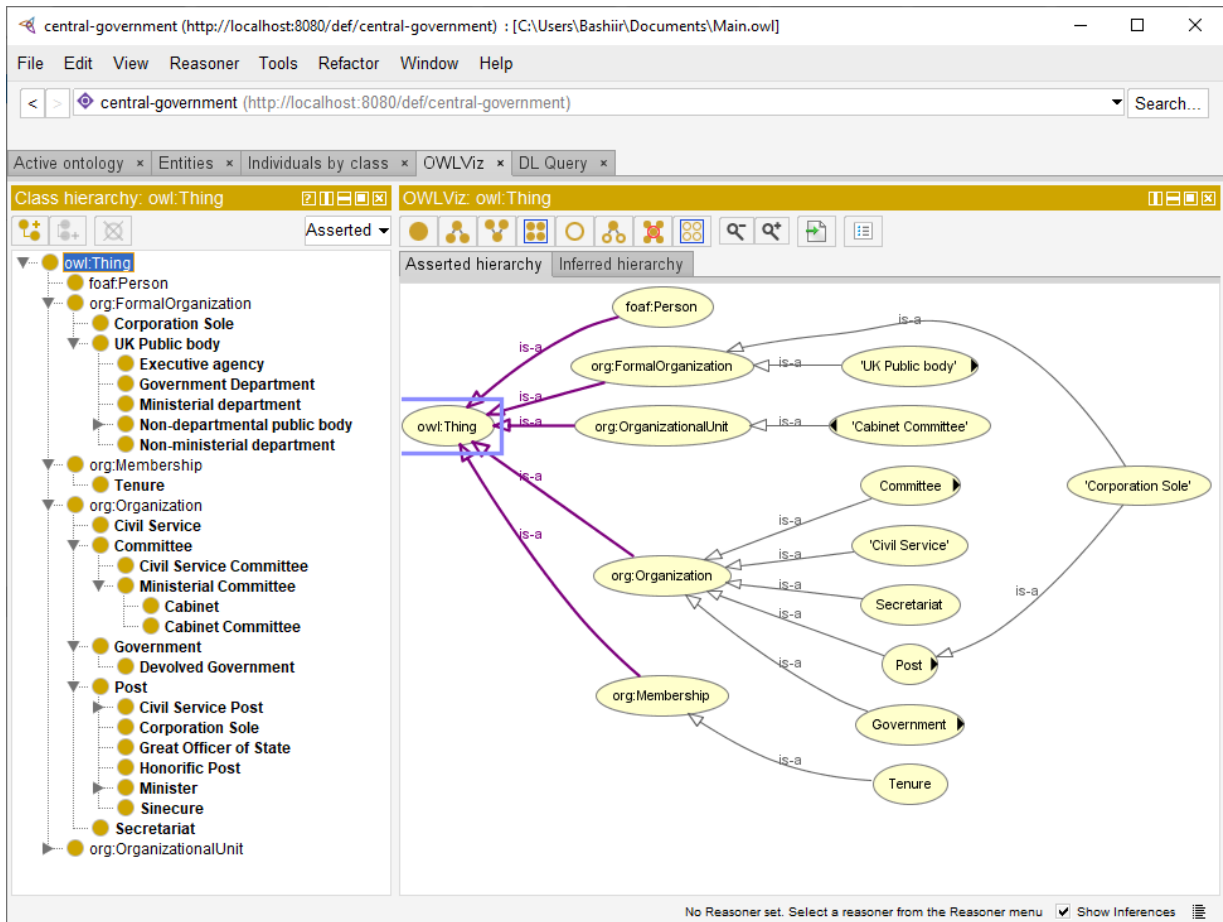 central-government (http://localhost:8080/def/central-government) : [C:\Users\Bashiir\Documents\Main.owl]
File Edit View Reasoner Tools Refactor Window Help
< > central-government (http://localhost:8080/def/central-government) Search...
Active ontology × Entities × Individuals by class × OWLViz × DL Query ×
Class hierarchy: owl:Thing
Asserted
owl:Thing
foaf:Person
org:FormalOrganization
Corporation Sole
UK Public body
Executive agency
Government Department
Ministerial department
Non-departmental public body
Non-ministerial department
org:Membership
Tenure
org:Organization
Civil Service
Committee
Civil Service Committee
Ministerial Committee
Cabinet
Cabinet Committee
Government
Devolved Government
Post
Civil Service Post
Corporation Sole
Great Officer of State
Honorific Post
Minister
Sinecure
Secretariat
org:OrganizationalUnit
OWLViz: owl:Thing
Asserted hierarchy Inferred hierarchy
foaf:Person
is-a
is-a
org:FormalOrganization
is-a
'UK Public body'
is-a
owl:Thing
is-a
org:OrganizationalUnit
is-a
'Cabinet Committee'
is-a
Committee
'Corporation Sole'
is-a
is-a
'Civil Service'
is-a
org:Organization
is-a
Secretariat
is-a
is-a
Post
is-a
org:Membership
Government
is-a
Tenure
No Reasoner set. Select a reasoner from the Reasoner menu Show Inferences